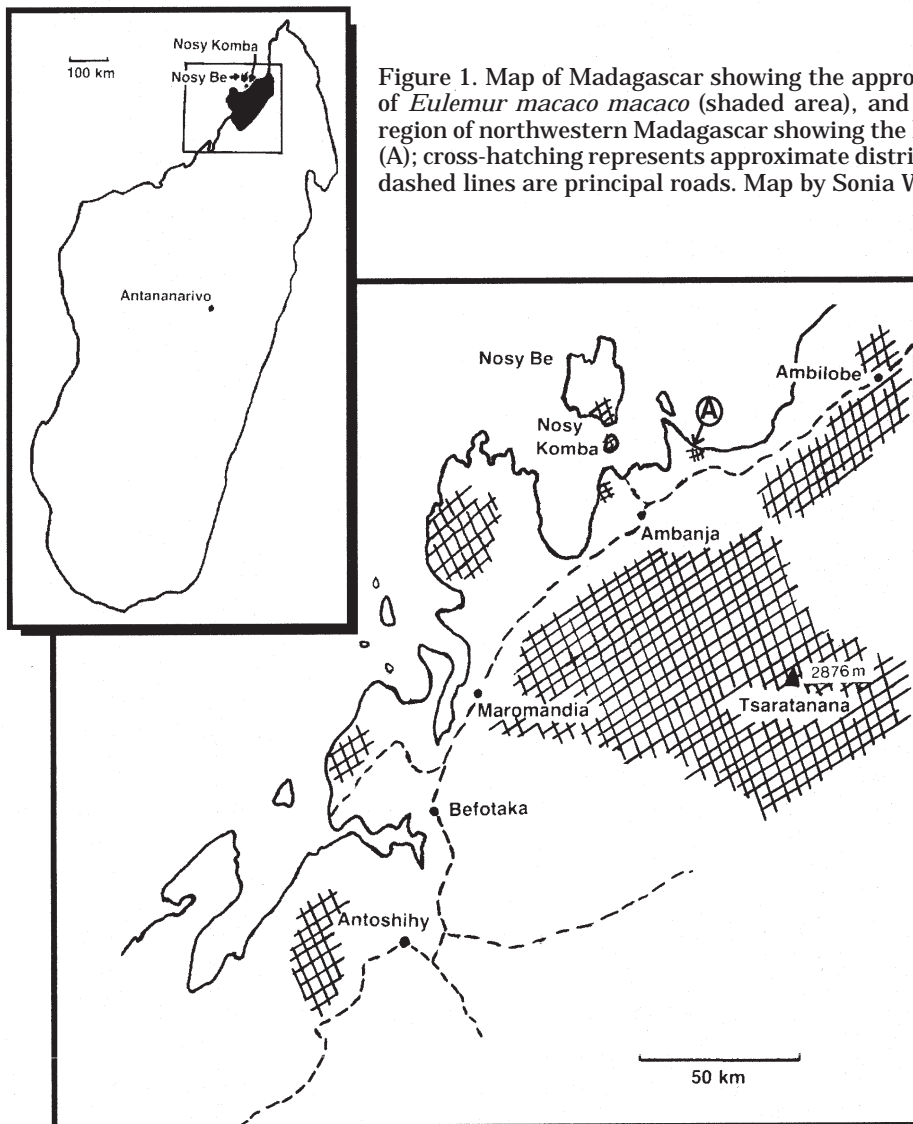 Nosy Komba
100 km
Nosy Be
Antananarivo
Figure 1. Map of Madagascar showing the appro
of Eulemur macaco macaco (shaded area), and
region of northwestern Madagascar showing the
(A); cross-hatching represents approximate distri
dashed lines are principal roads. Map by Sonia W
Nosy Be
Ambilobe
A
Nosy
Komba
Ambanja
2876 m
Tsaratanana
Maromandia
Befotaka
Antoshihy
50 km